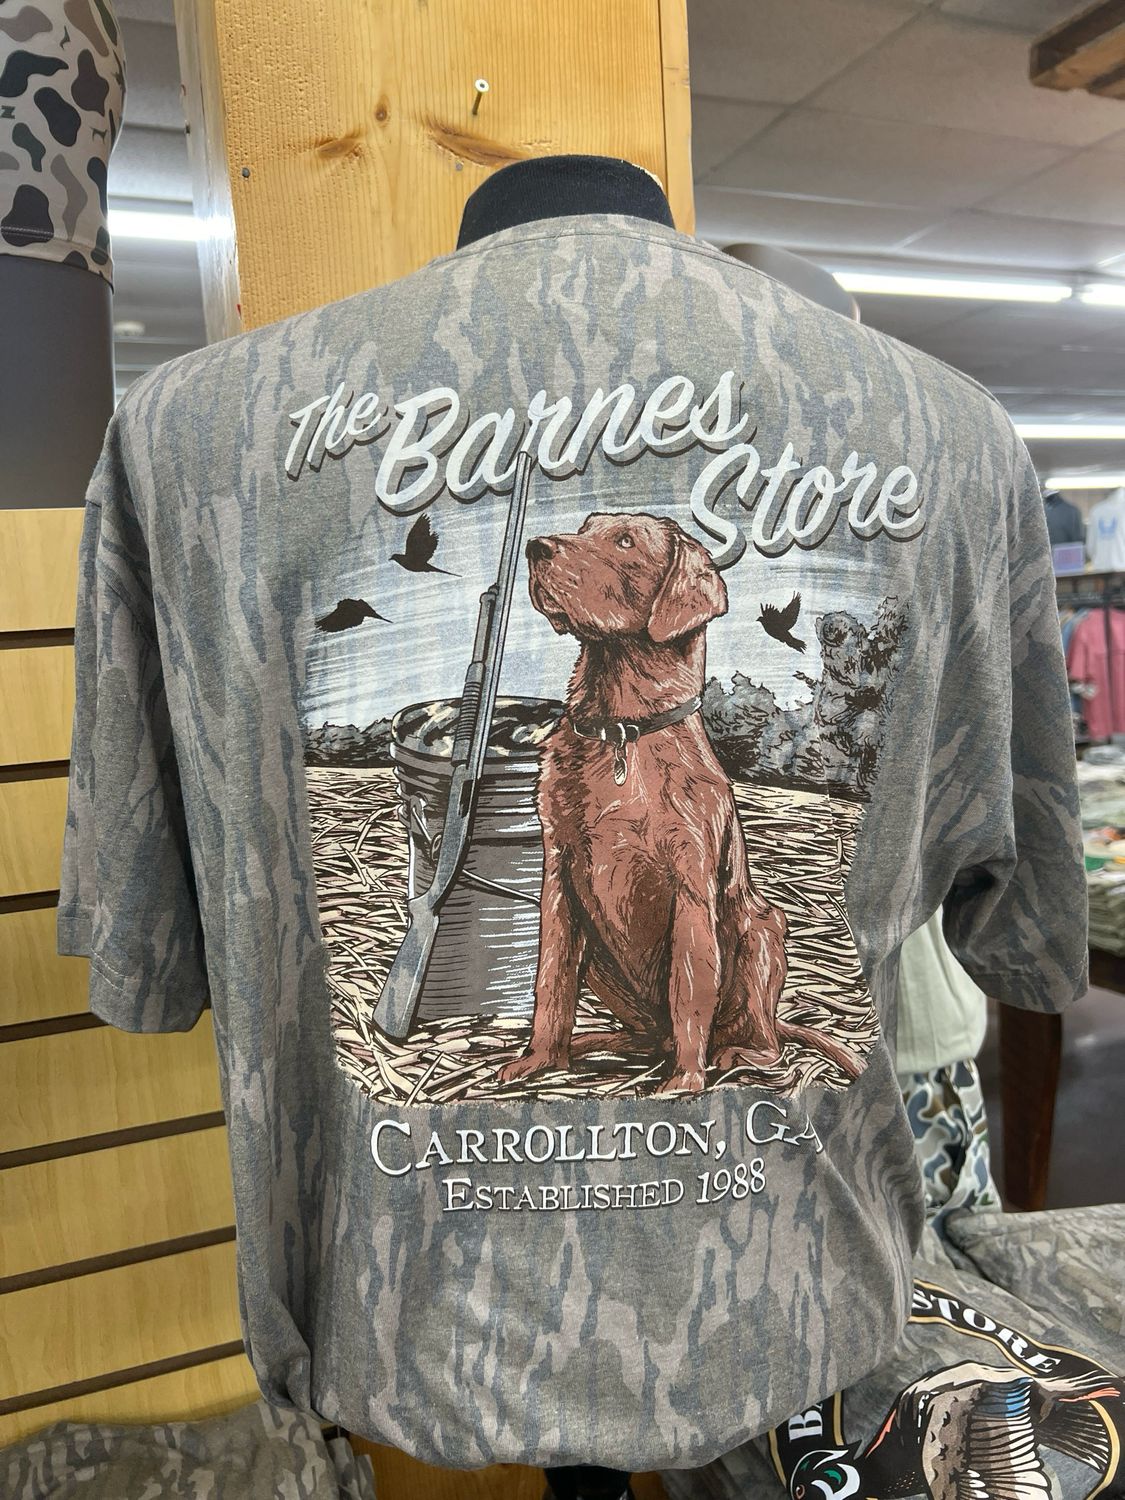 The Barnes
Store
CARROLLTON, GA
ESTABLISHED 1988
STORE